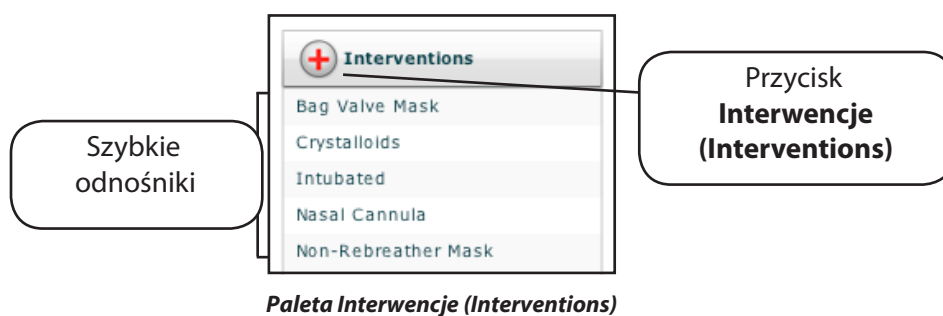 Interventions
Bag Valve Mask
Crystalloids
Intubated
Nasal Cannula
Non-Rebreather Mask
Szybkie
odnośniki
Przycisk
Interwencje
(Interventions)
Paleta Interwencje (Interventions)